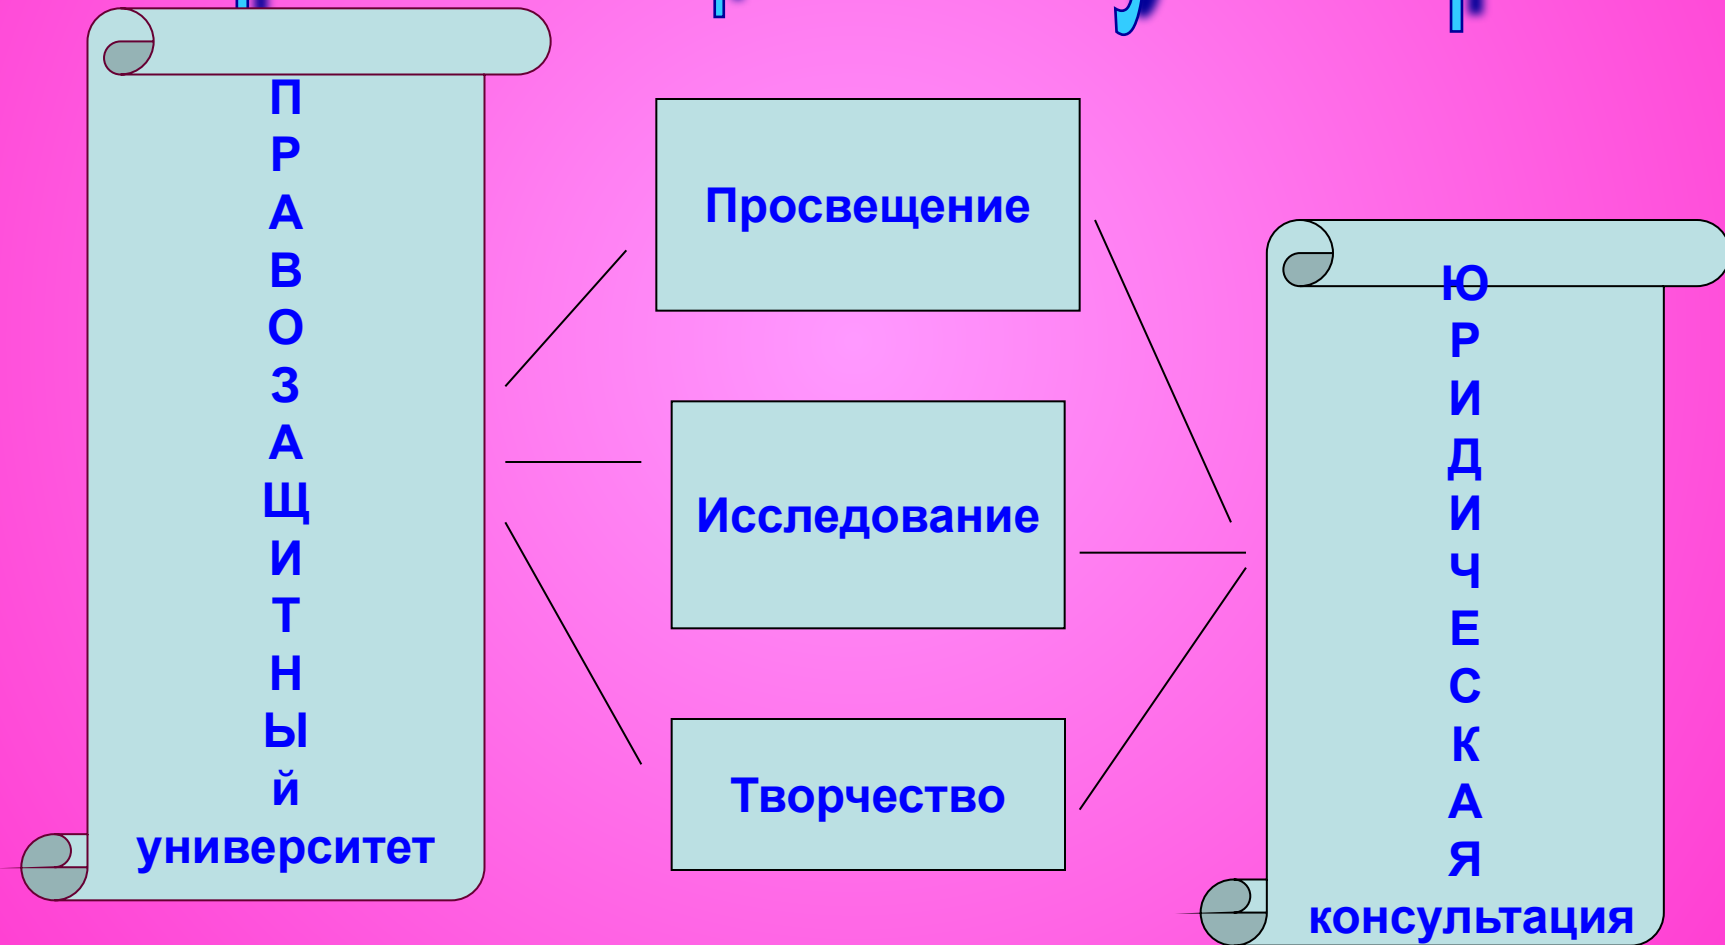 П
Р
А
В
О
З
А
Щ
И
Т
Н
Ы
й
университет
Просвещение
Исследование
Творчество
Ю
Р
И
Д
И
Ч
Е
С
К
А
Я
консультация